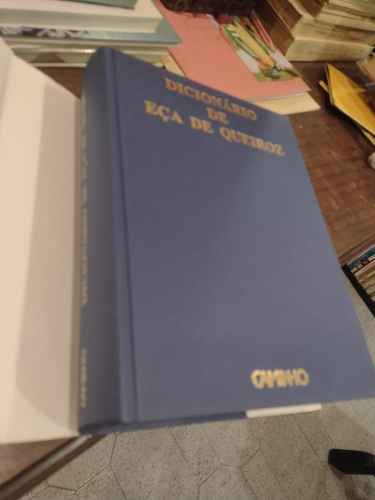 DICIONÁRIO
DE
EÇA DE QUEIROZ
CAMINHO